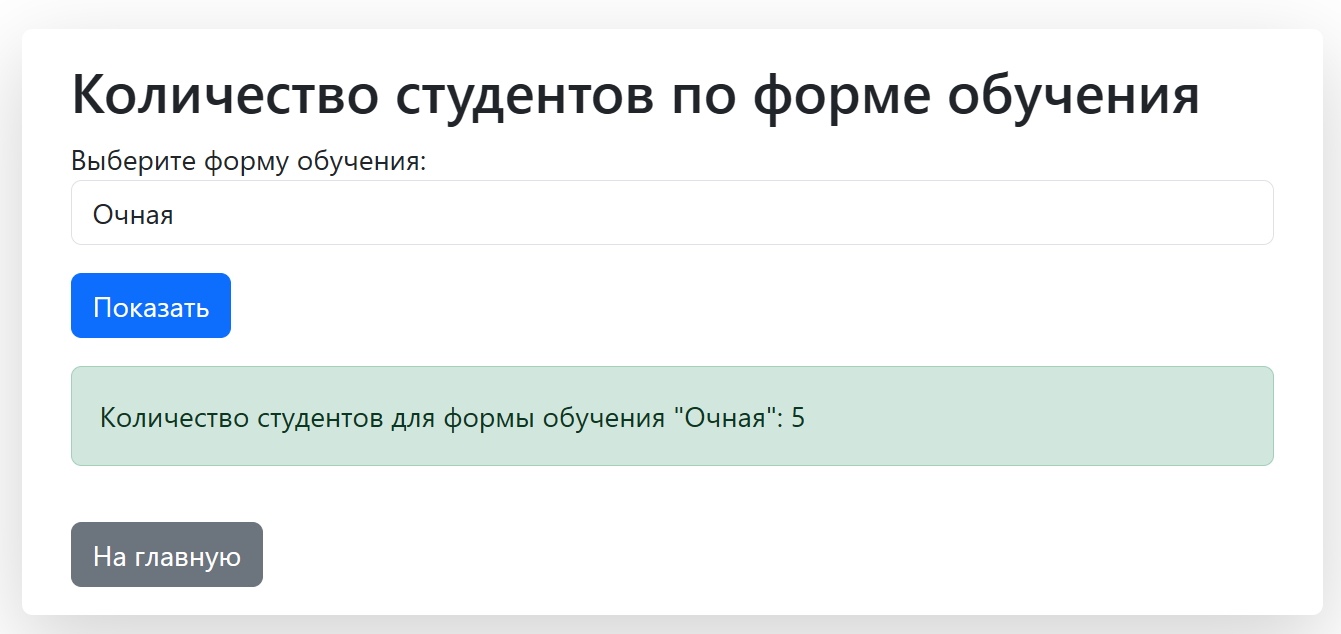 Количество студентов по форме обучения
Выберите форму обучения:
Очная
Показать
Количество студентов для формы обучения "Очная": 5
На главную